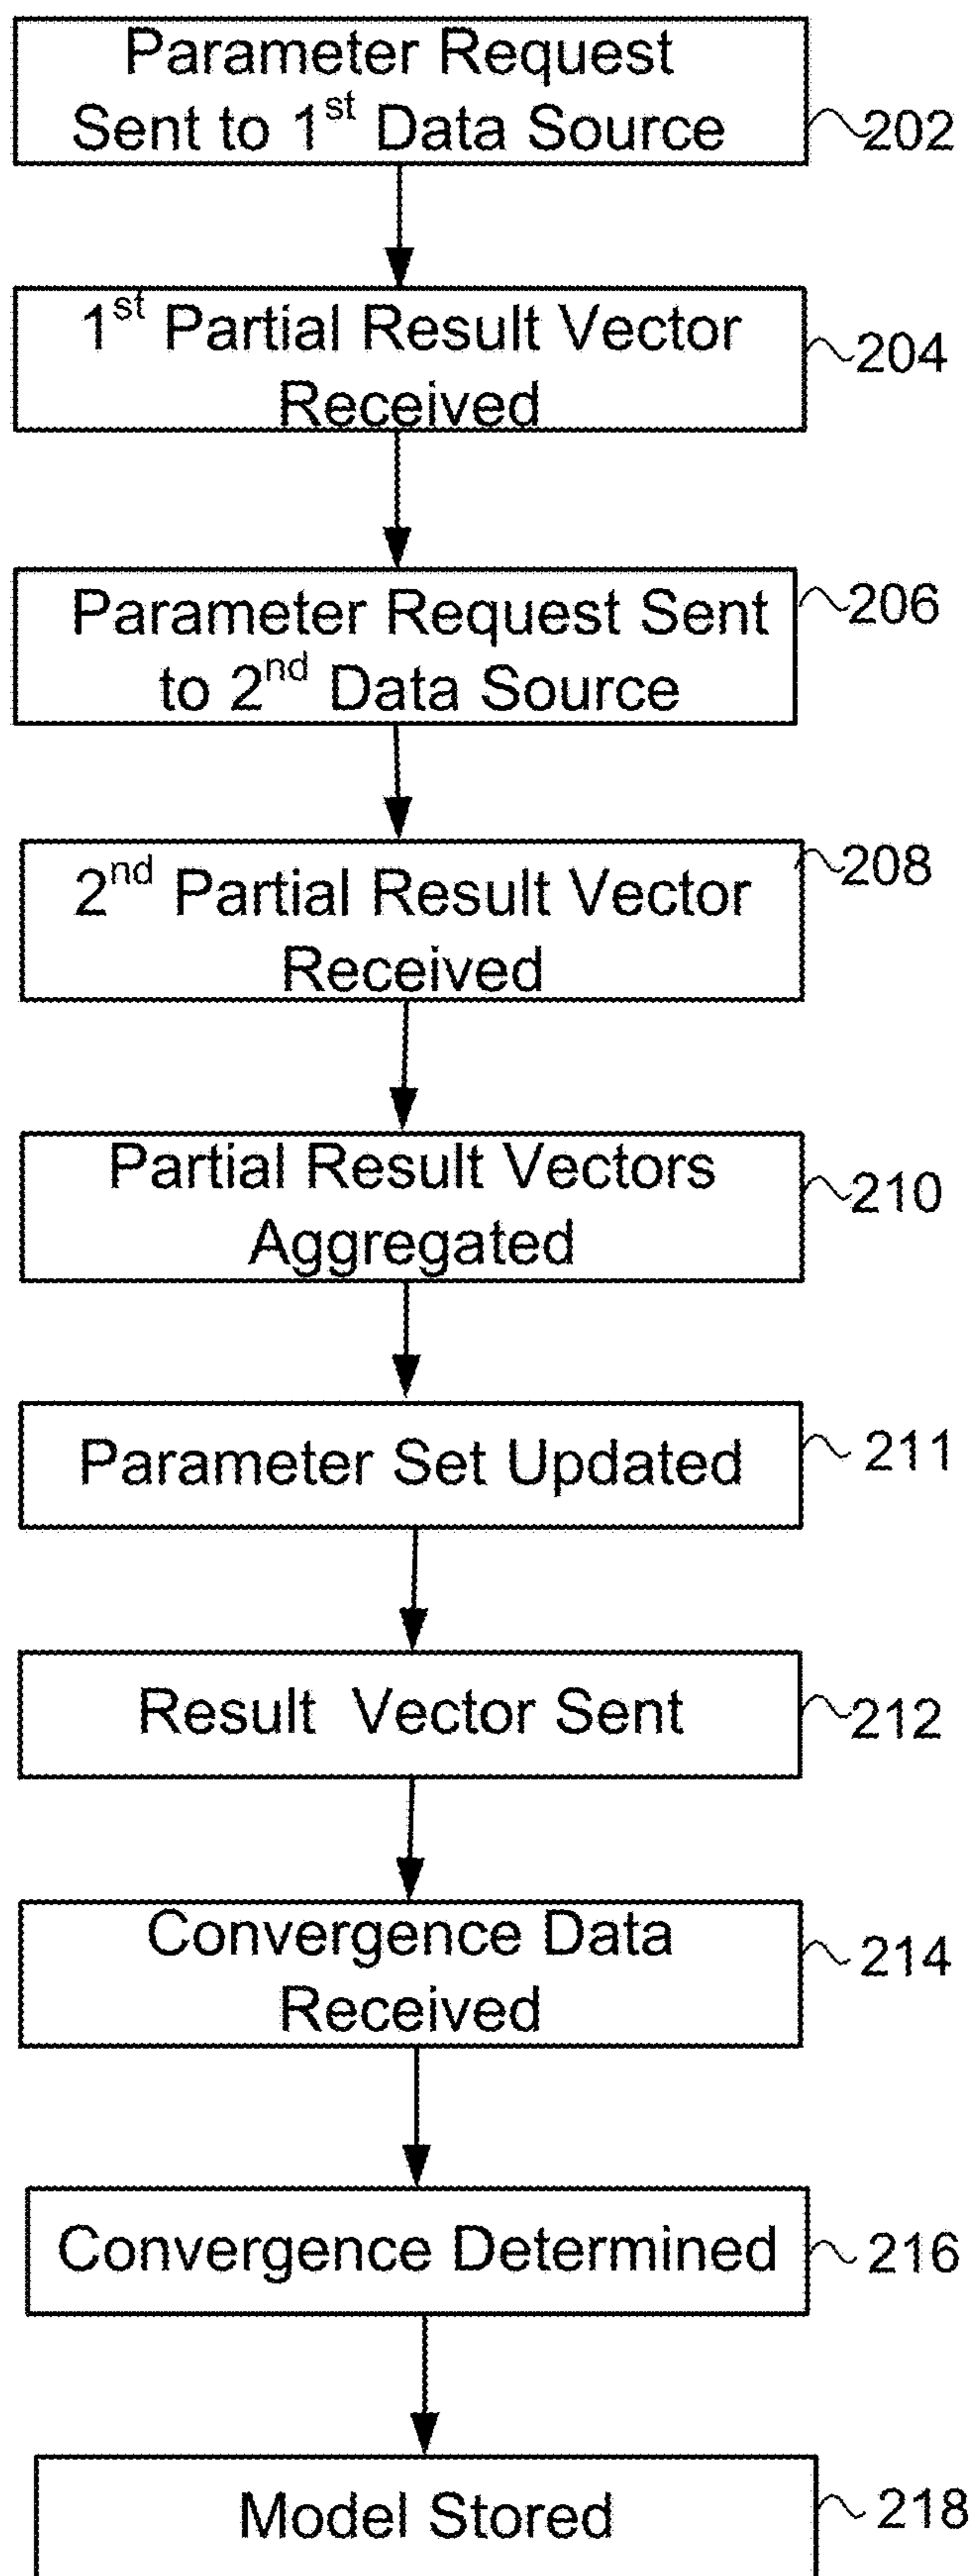 Parameter Request
Sent to 1st Data Source
202
1st Partial Result Vector
Received
204
Parameter Request Sent
to 2nd Data Source
206
2nd Partial Result Vector
Received
208
Partial Result Vectors
Aggregated
210
Parameter Set Updated
211
Result Vector Sent
212
Convergence Data
Received
214
Convergence Determined
216
Model Stored
218